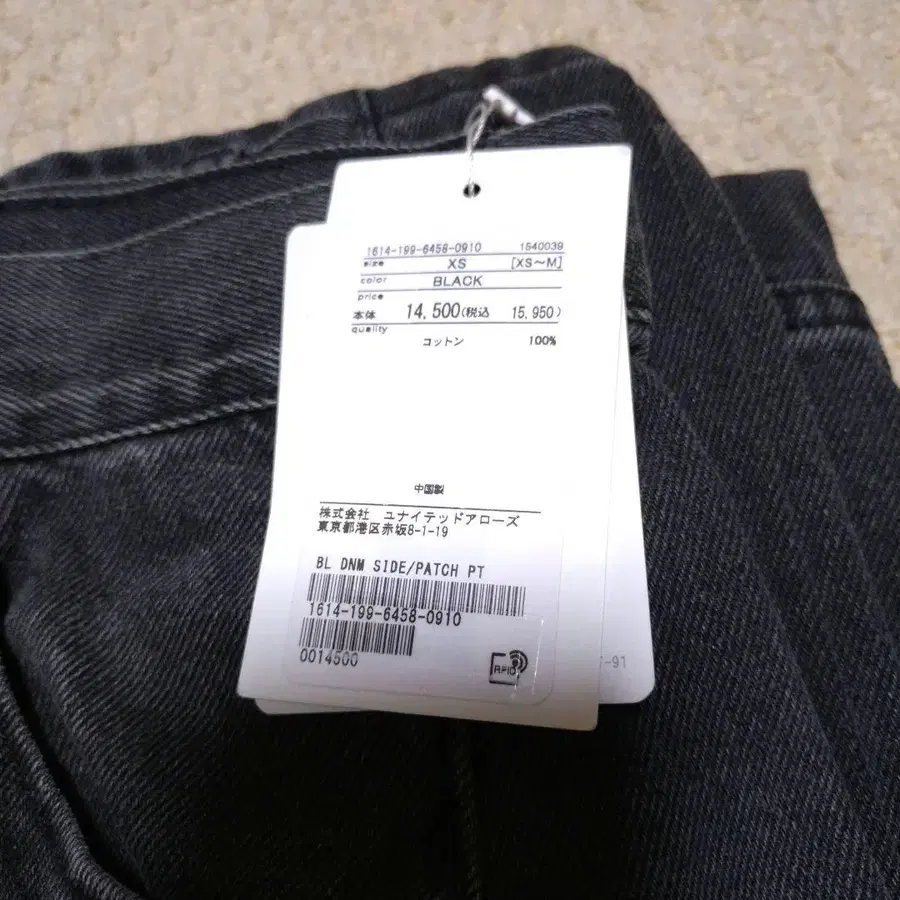 1614-199-6458-0910 1540039
size XS [XS～M]
color BLACK
price
本体 14,500(税込 15,950)
quality
コットン 100%
中国製
株式会社 ユナイテッドアローズ
東京都港区赤坂8-1-19
BL DNM SIDE/PATCH PT
1614-199-6458-0910
0014500
RFID
-91